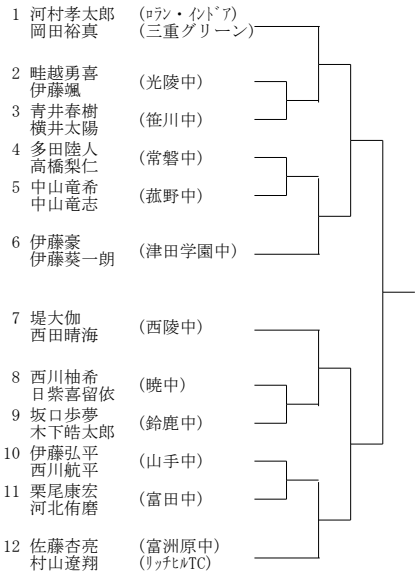 1 河村孝太郎 (ﾛﾗﾝ・ｲﾝﾄﾞｱ)
岡田裕真 (三重グリーン)
2 畦越勇喜
伊藤颯 (光陵中)
3 青井春樹
横井太陽 (笹川中)
4 多田陸人
高橋梨仁 (常磐中)
5 中山竜希
中山竜志 (菰野中)
6 伊藤豪
伊藤葵一朗 (津田学園中)
7 堤大伽
西田晴海 (西陵中)
8 西川柚希
日紫喜留依 (暁中)
9 坂口歩夢
木下皓太郎 (鈴鹿中)
10 伊藤弘平
西川航平 (山手中)
11 栗尾康宏
河北侑磨 (富田中)
12 佐藤杏亮 (富洲原中)
村山遼翔 (ﾘｯﾁﾋﾙTC)